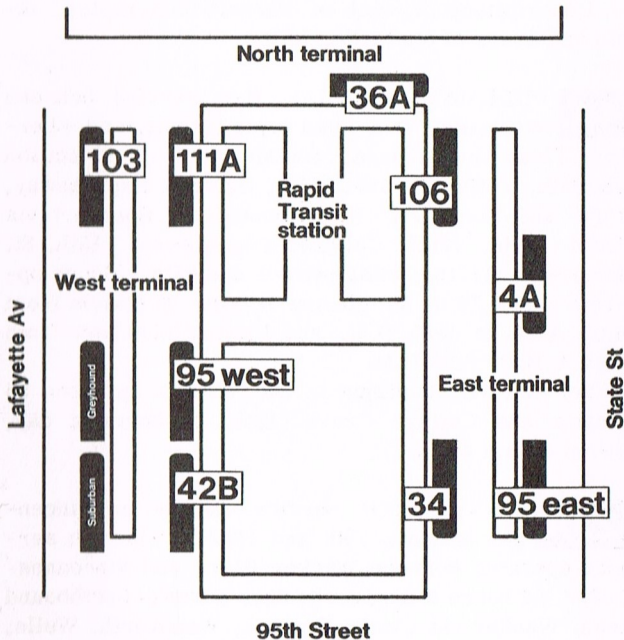 North terminal
36A
103
111A
Rapid
Transit
station
106
West terminal
4A
Lafayette Av
State St
Greyhound
95 west
East terminal
Suburban
42B
34
95 east
95th Street